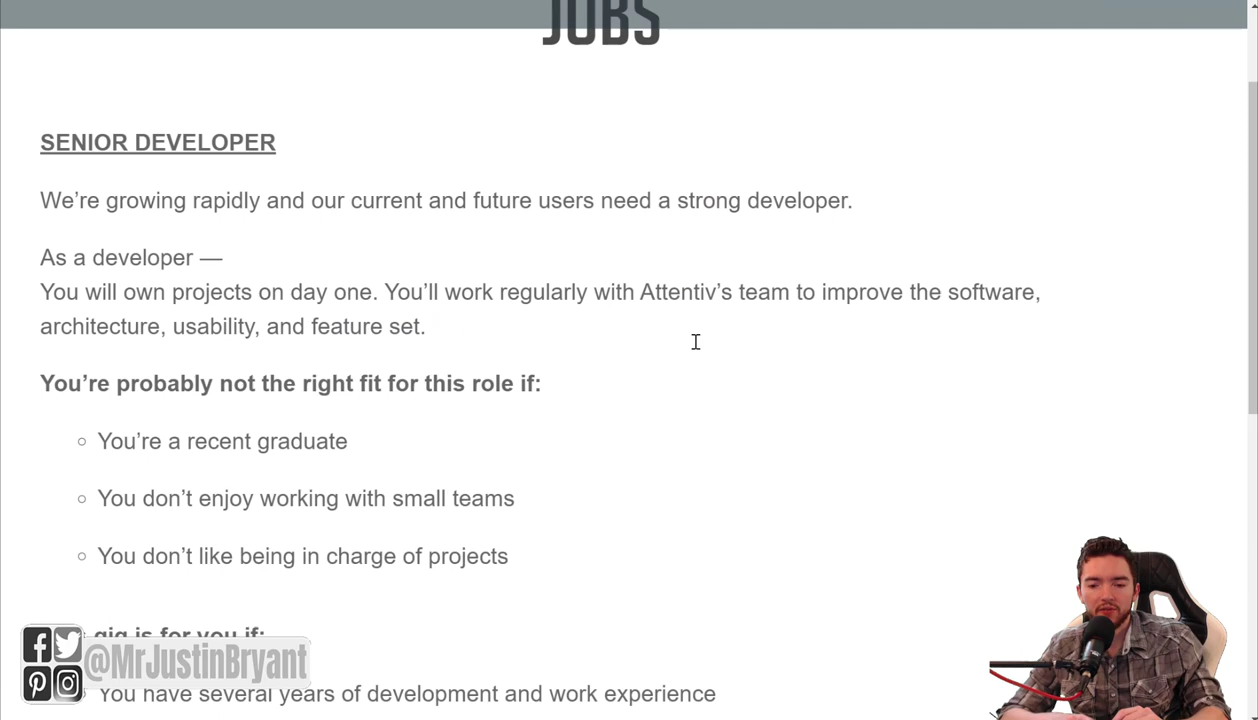 JOBS
SENIOR DEVELOPER
We’re growing rapidly and our current and future users need a strong developer.
As a developer —
You will own projects on day one. You’ll work regularly with Attentiv’s team to improve the software,
architecture, usability, and feature set.
You’re probably not the right fit for this role if:
You’re a recent graduate
You don’t enjoy working with small teams
You don’t like being in charge of projects
gig is for you if:
@MrJustinBryant
You have several years of development and work experience